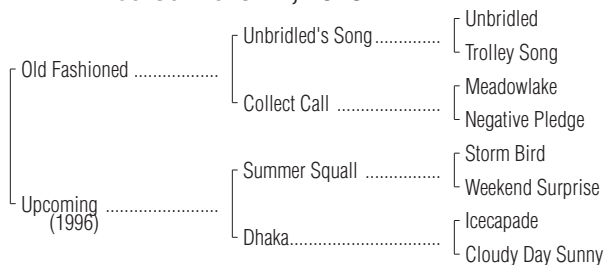 Unbridled
Unbridled's Song..............
Trolley Song
Old Fashioned ..................
Meadowlake
Collect Call ......................
Negative Pledge
Storm Bird
Summer Squall ................
Weekend Surprise
Upcoming ........................
(1996)
Icecapade
Dhaka................................
Cloudy Day Sunny